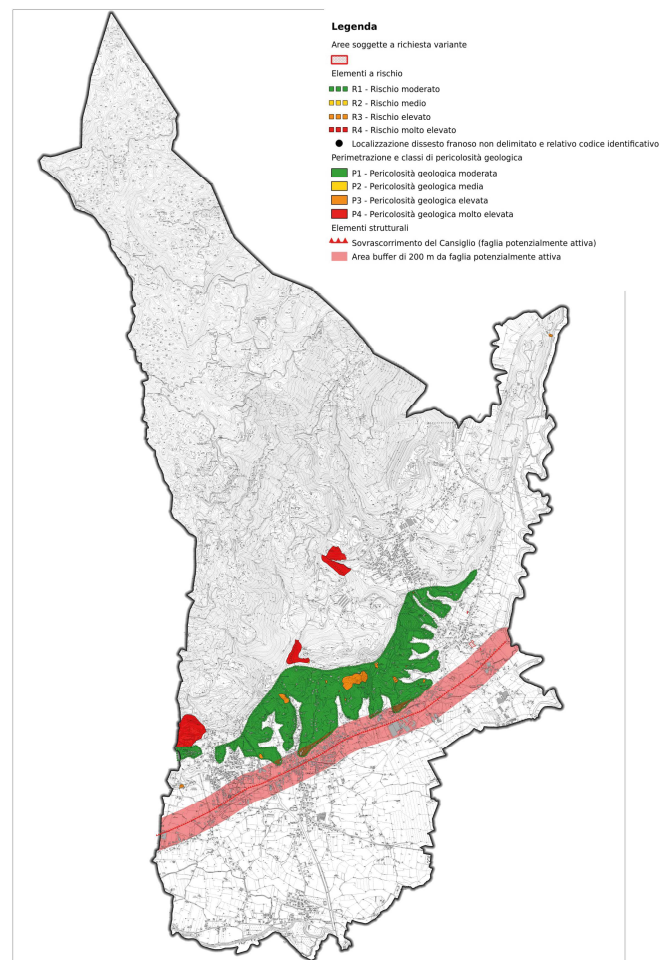 Legenda
Aree soggette a richiesta variante
Elementi a rischio
R1 - Rischio moderato
R2 - Rischio medio
R3 - Rischio elevato
R4 - Rischio molto elevato
Localizzazione dissesto franoso non delimitato e relativo codice identificativo
Perimetrazione e classi di pericolosità geologica
P1 - Pericolosità geologica moderata
P2 - Pericolosità geologica media
P3 - Pericolosità geologica elevata
P4 - Pericolosità geologica molto elevata
Elementi strutturali
Sovrascorrimento del Cansiglio (faglia potenzialmente attiva)
Area buffer di 200 m da faglia potenzialmente attiva